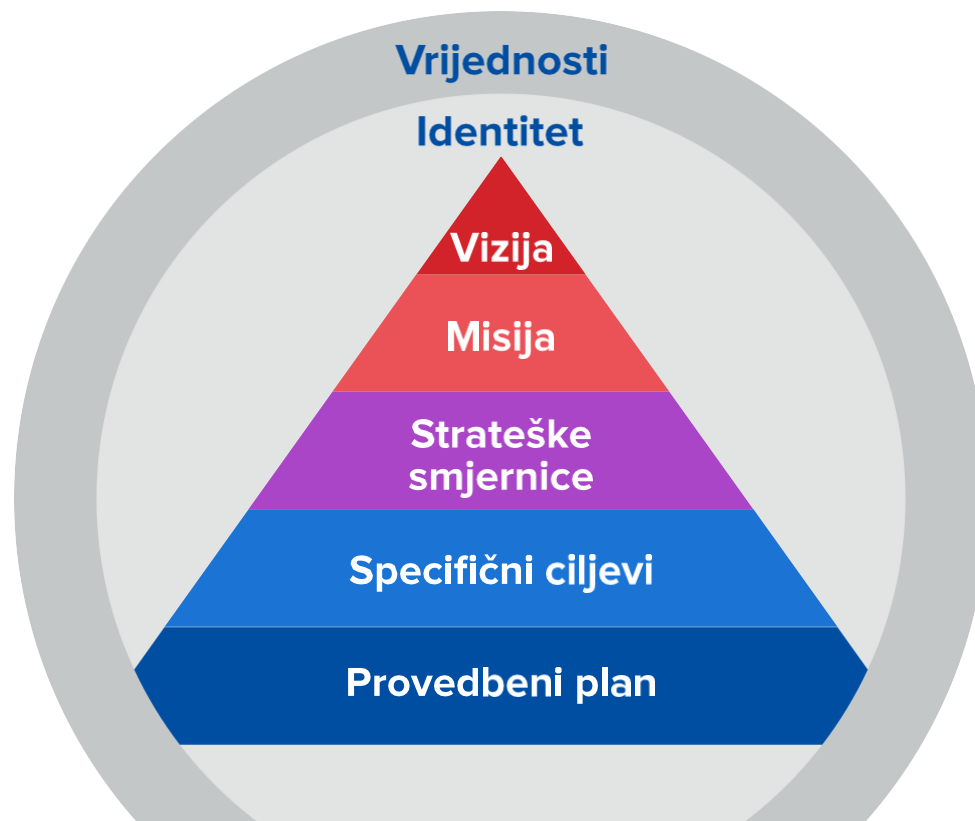 Vrijednosti
Identitet
Vizija
Misija
Strateške
smjernice
Specifični ciljevi
Provedbeni plan